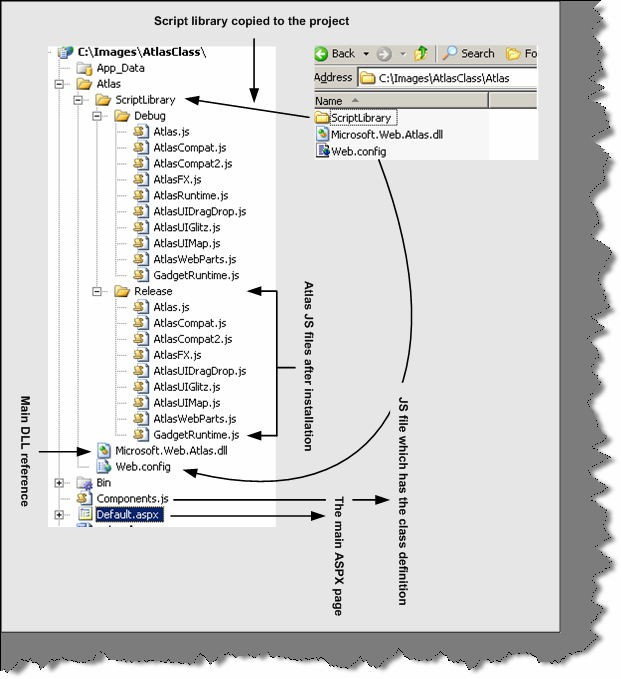 Script library copied to the project
C:\Images\AtlasClass\
App_Data
Atlas
ScriptLibrary
Debug
Atlas.js
AtlasCompat.js
AtlasCompat2.js
AtlasFX.js
AtlasRuntime.js
AtlasUIDragDrop.js
AtlasUIGlitz.js
AtlasUIMap.js
AtlasWebParts.js
GadgetRuntime.js
Release
Atlas.js
AtlasCompat.js
AtlasCompat2.js
AtlasFX.js
AtlasUIDragDrop.js
AtlasUIGlitz.js
AtlasUIMap.js
AtlasWebParts.js
GadgetRuntime.js
Microsoft.Web.Atlas.dll
Web.config
Bin
Components.js
Default.aspx
Back Search Fo
Address C:\Images\AtlasClass\Atlas
Name
ScriptLibrary
Microsoft.Web.Atlas.dll
Web.config
Atlas JS files after installation
Main DLL reference
JS file which has the class definition
The main ASPX page